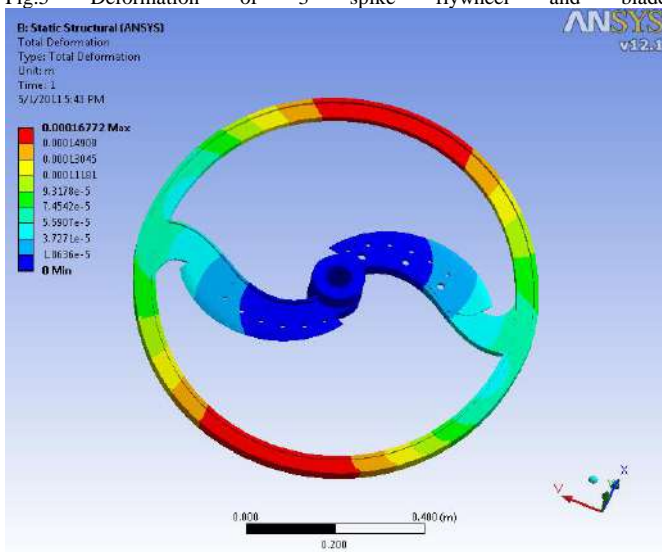 Fig.5 Deformation of 3 spike flywheel and blade
ANSYS
v12.1
B: Static Structural (ANSYS)
Total Deformation
Type: Total Deformation
Unit: m
Time: 1
5/1/2011 5:43 PM
0.00016772 Max
0.00014908
0.00013045
0.00011181
9.3178e-5
7.4542e-5
5.5907e-5
3.7271e-5
1.8636e-5
0 Min
0.000 0.400 (m)
0.200
Y X